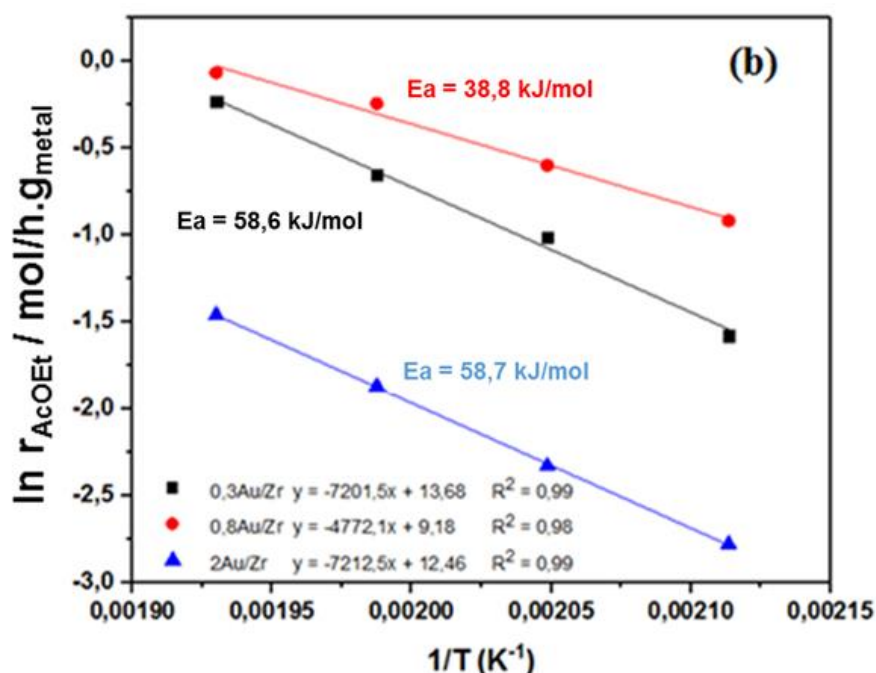 (b)
Ea = 38,8 kJ/mol
Ea = 58,6 kJ/mol
Ea = 58,7 kJ/mol
0,3Au/Zr y = -7201,5x + 13,68 R² = 0,99
0,8Au/Zr y = -4772,1x + 9,18 R² = 0,98
2Au/Zr y = -7212,5x + 12,46 R² = 0,99
ln r_AcOEt / mol/h.g_metal
0,0
-0,5
-1,0
-1,5
-2,0
-2,5
-3,0
0,00190 0,00195 0,00200 0,00205 0,00210 0,00215
1/T (K⁻¹)